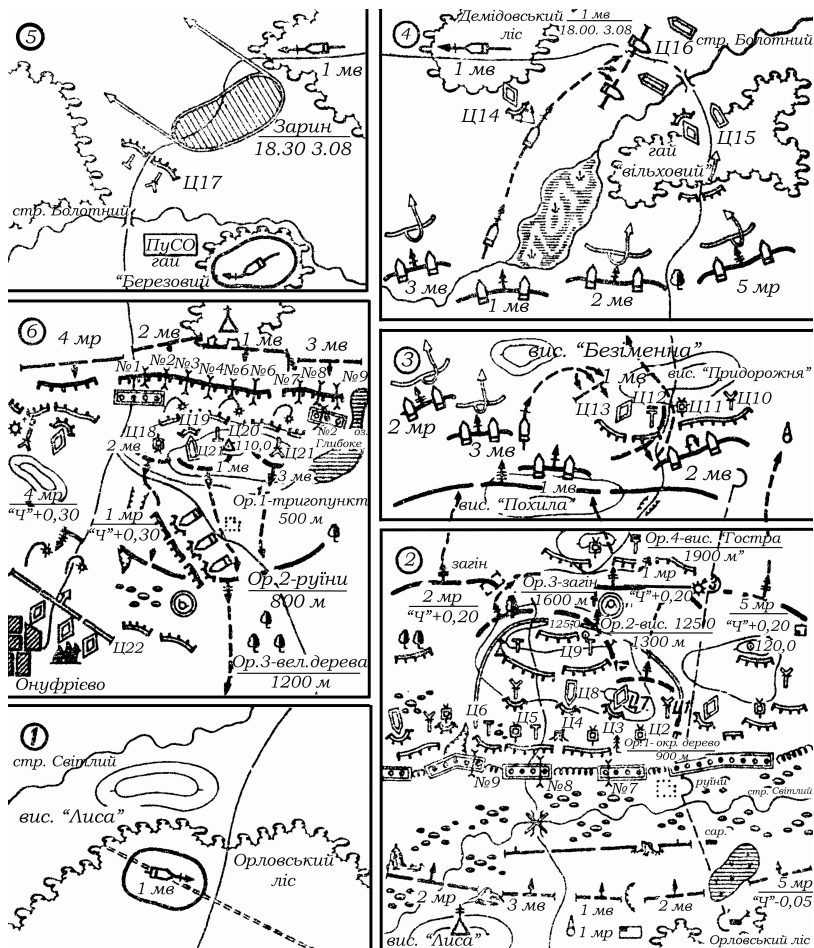 5
1 мв
Зарин
18.30 3.08
Ц17
стр. Болотний
ПуСО
гай
"Березовий
4
Демідовський
ліс
1 мв
18.00. 3.08
Ц16
стр. Болотний
1 мв
Ц14
Ц15
гай
"вільховий"
3 мв
1 мв
2 мв
5 мр
6
4 мр
2 мв
1 мв
3 мв
№1
№2
№3
№4
№6
№6
№7
№8
№9
№2
оз.
Глибоке
Ц18
Ц19
Ц20
110,0
Ц21
Ц21
2 мв
1 мв
3 мв
4 мр
"Ч"+0,30
1 мр
"Ч"+0,30
Ор.1-тригопункт
500 м
Ор.2-руїни
800 м
Ц22
Онуфрієво
Ор.3-вел.дерева
1200 м
3
вис. "Безіменна"
вис. "Придорожня"
1 мв
Ц13
Ц12
Ц11
Ц10
2 мр
3 мв
1 мв
2 мв
вис. "Похила"
2
Ор.4-вис. "Гостра
1900 м"
загін
Ор.3-загін
1600 м
1 мр
"Ч"+0,20
2 мр
"Ч"+0,20
5 мр
"Ч"+0,20
125,0
Ор.2-вис. 125,0
1300 м
120,0
Ц9
Ц8
Ц7
Ц1
Ц6
Ц5
Ц4
Ц3
Ц2
Ор.1- окр. дерево
900 м
№9
№8
№7
руїни
стр. Світлий
сар.
2 мр
3 мв
1 мв
2 мв
5 мр
"Ч"-0,05
вис. "Лиса"
1 мр
Орловський ліс
1
стр. Світлий
вис. "Лиса"
Орловський
ліс
1 мв